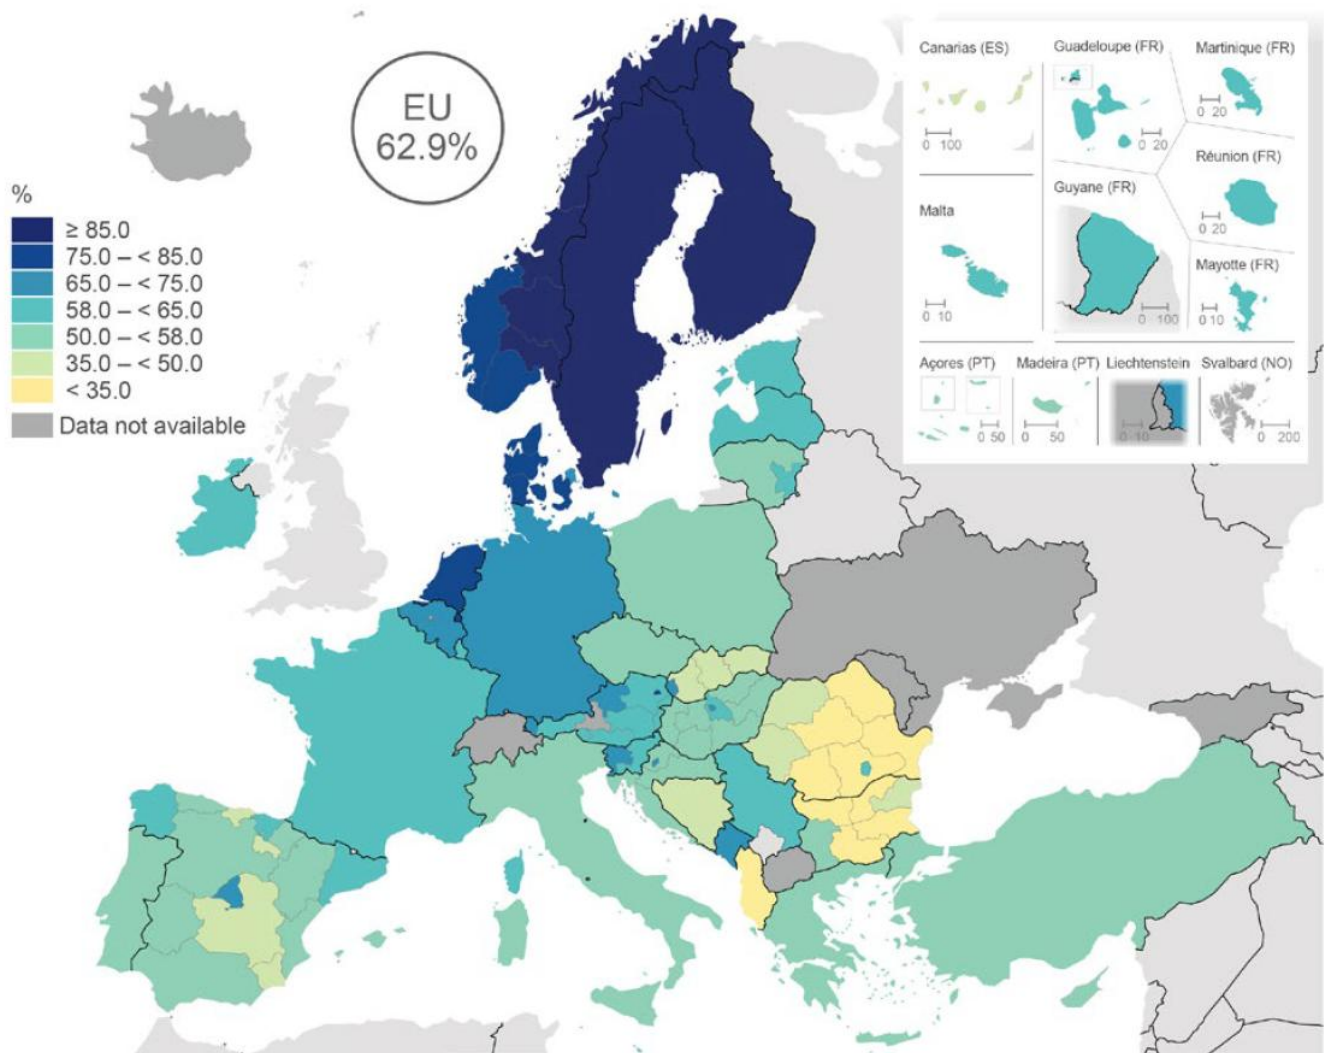 EU
62.9%
%
≥ 85.0
75.0 – < 85.0
65.0 – < 75.0
58.0 – < 65.0
50.0 – < 58.0
35.0 – < 50.0
< 35.0
Data not available
Canarias (ES)
0 100
Guadeloupe (FR)
0 20
Martinique (FR)
0 20
Réunion (FR)
0 20
Guyane (FR)
0 100
Malta
0 10
Mayotte (FR)
0 10
Açores (PT)
0 50
Madeira (PT)
0 50
Liechtenstein
0 10
Svalbard (NO)
0 200